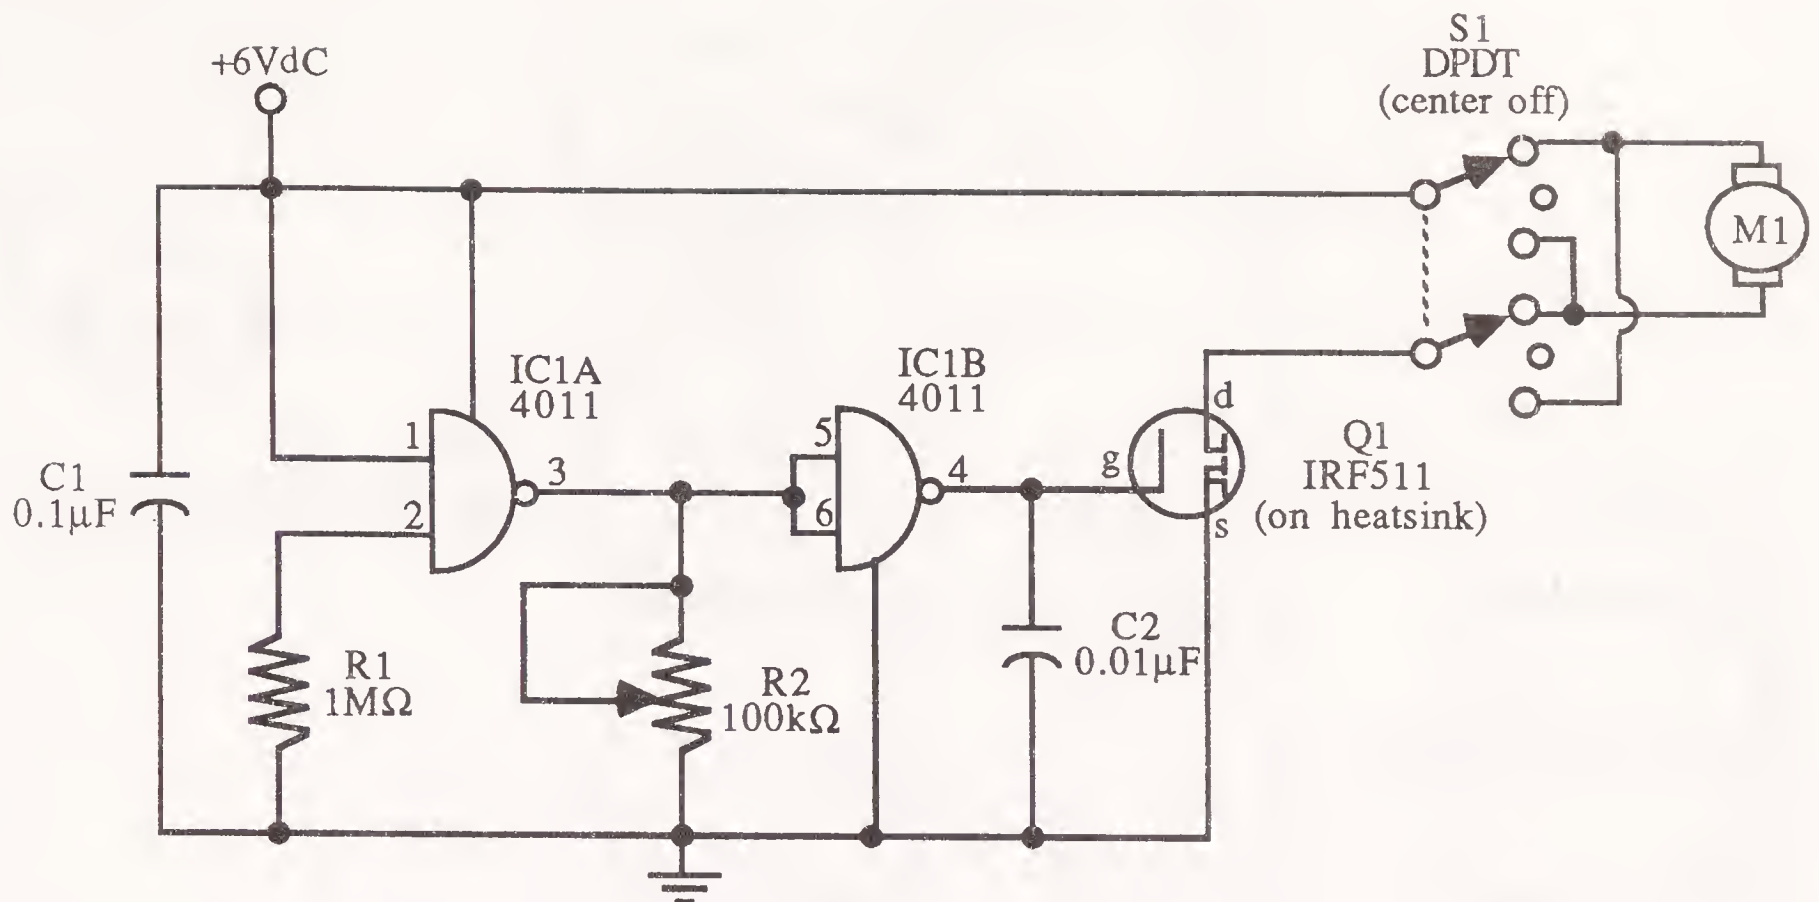 +6VdC
S1
DPDT
(center off)
M1
IC1A
4011
1
2
3
IC1B
4011
5
6
4
g
d
s
Q1
IRF511
(on heatsink)
C1
0.1µF
R1
1MΩ
R2
100kΩ
C2
0.01µF